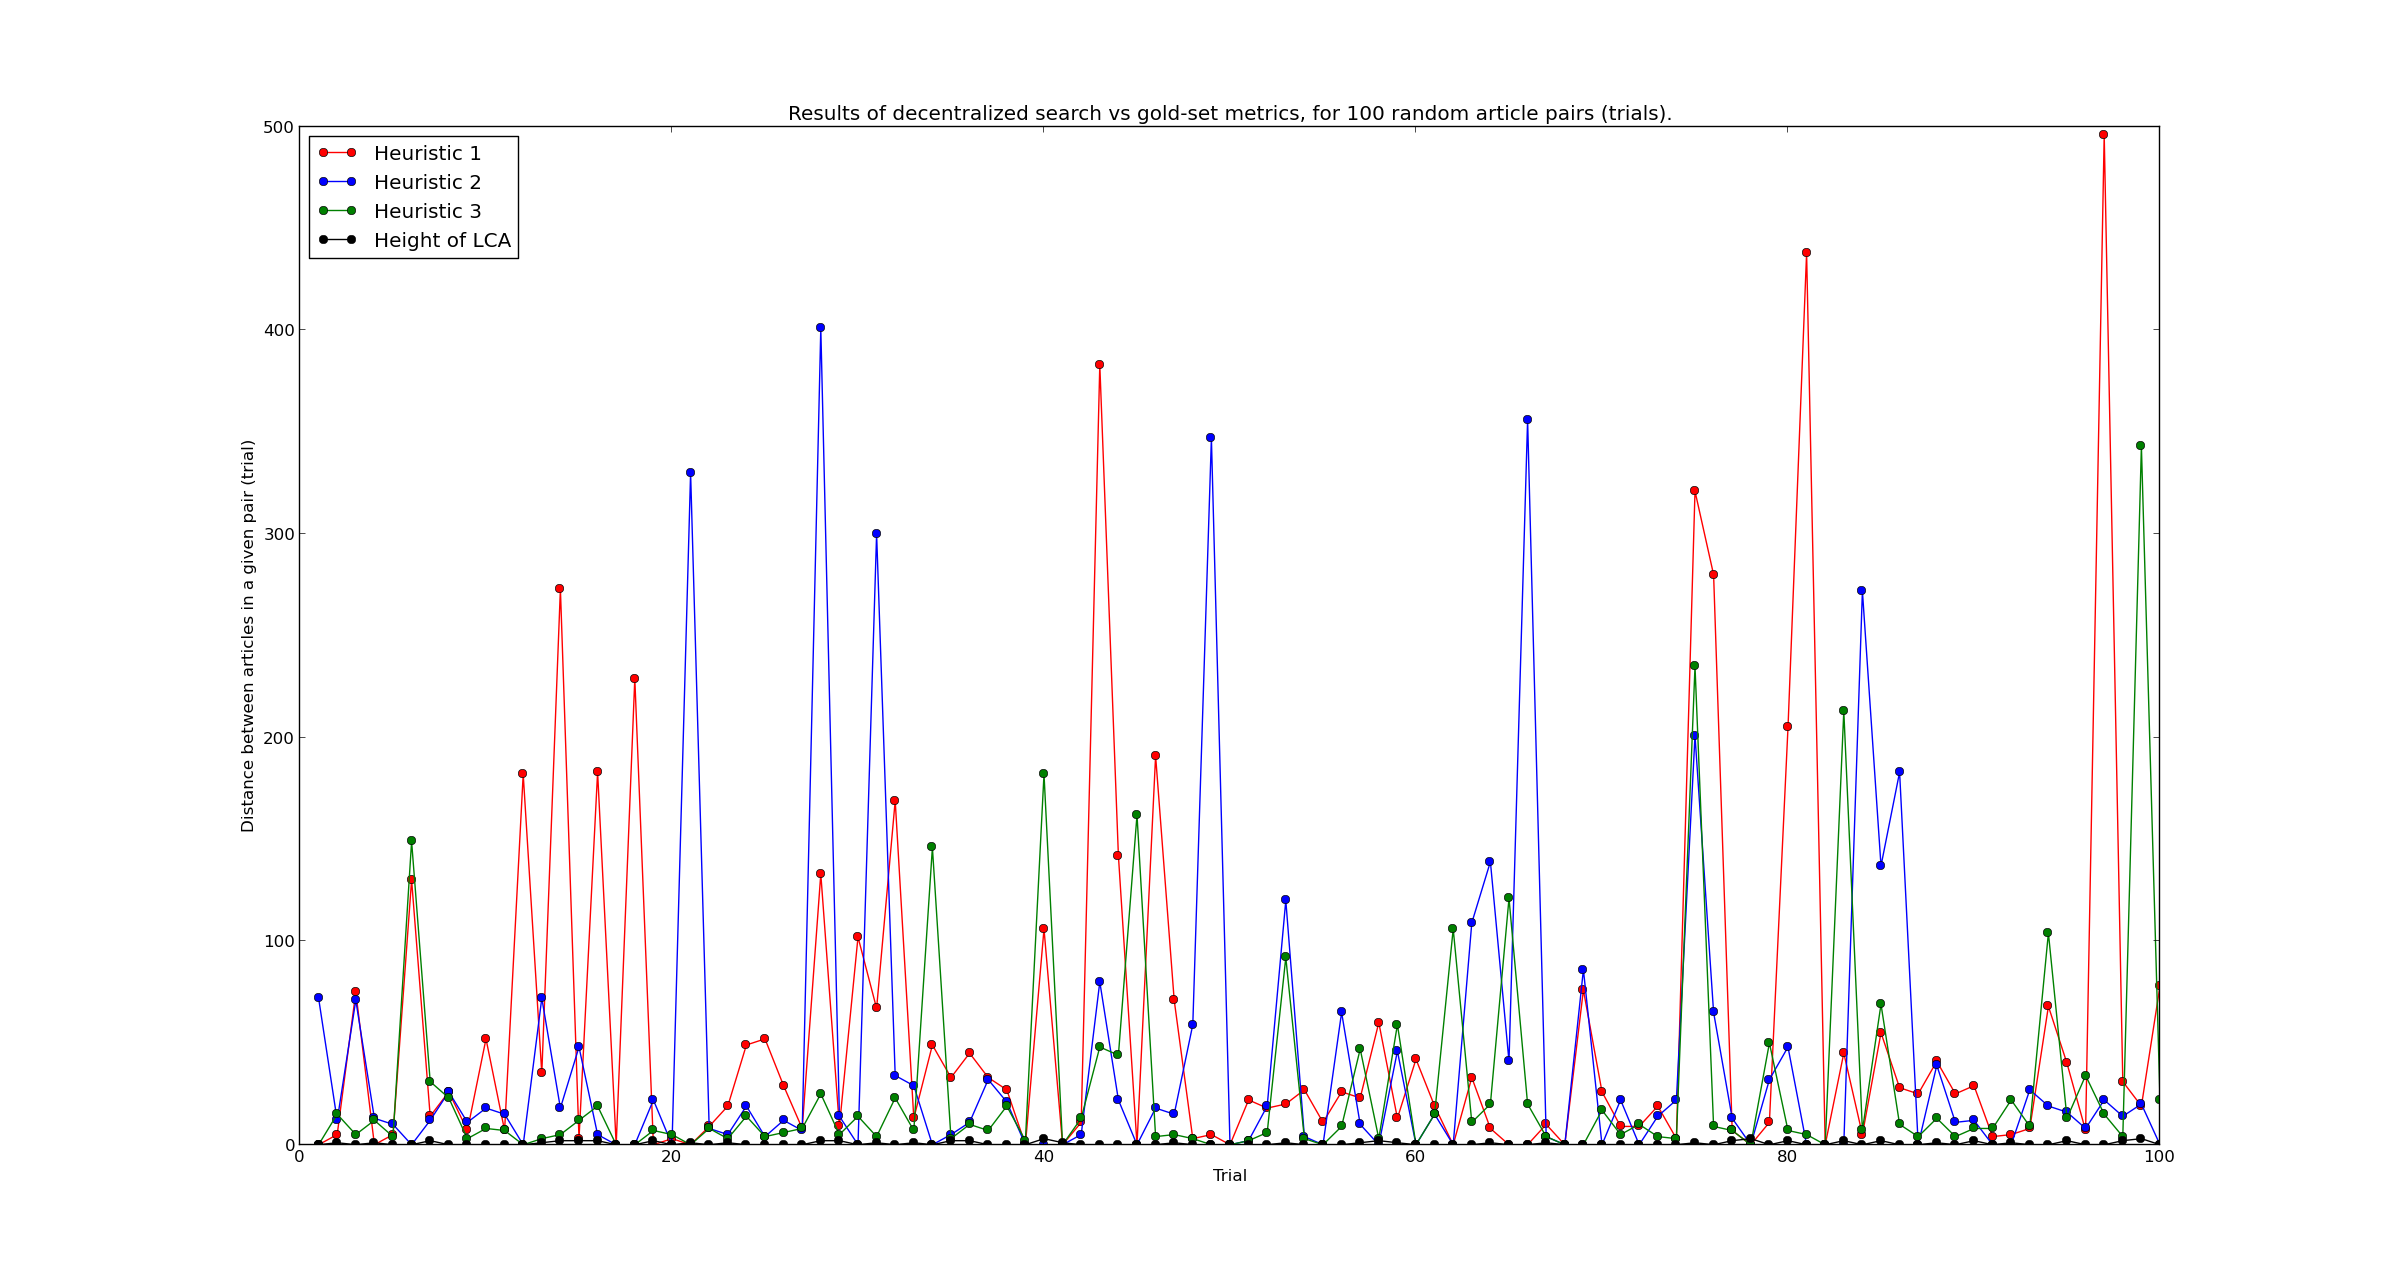 Results of decentralized search vs gold-set metrics, for 100 random article pairs (trials).
500
400
300
200
100
0
Distance between articles in a given pair (trial)
Heuristic 1
Heuristic 2
Heuristic 3
Height of LCA
0 20 40 60 80 100
Trial